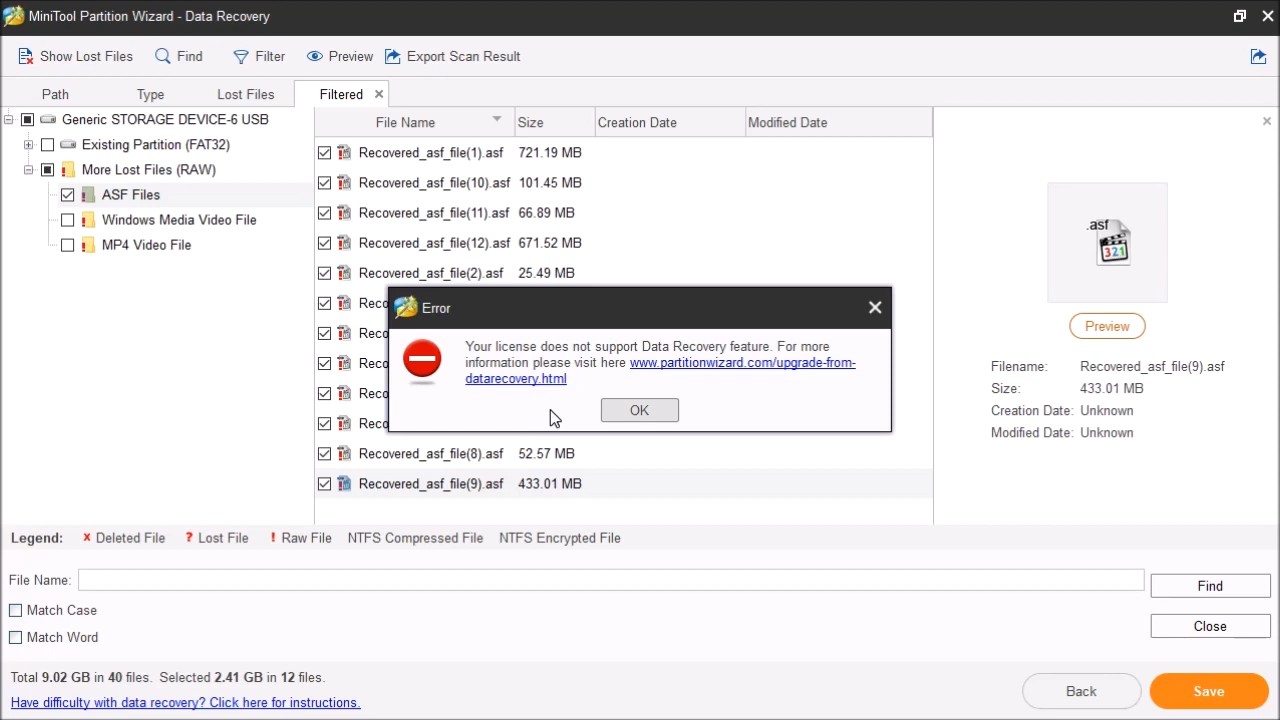 MiniTool Partition Wizard - Data Recovery
Show Lost Files Find Filter Preview Export Scan Result
Path Type Lost Files Filtered
Generic STORAGE DEVICE-6 USB
Existing Partition (FAT32)
More Lost Files (RAW)
ASF Files
Windows Media Video File
MP4 Video File
File Name Size Creation Date Modified Date
Recovered_asf_file(1).asf 721.19 MB
Recovered_asf_file(10).asf 101.45 MB
Recovered_asf_file(11).asf 66.89 MB
Recovered_asf_file(12).asf 671.52 MB
Recovered_asf_file(2).asf 25.49 MB
Reco
Reco
Reco
Reco
Reco
Recovered_asf_file(8).asf 52.57 MB
Recovered_asf_file(9).asf 433.01 MB
Error
Your license does not support Data Recovery feature. For more
information please visit here www.partitionwizard.com/upgrade-from-
datarecovery.html
OK
.asf
321
Preview
Filename: Recovered_asf_file(9).asf
Size: 433.01 MB
Creation Date: Unknown
Modified Date: Unknown
Legend: x Deleted File ? Lost File ! Raw File NTFS Compressed File NTFS Encrypted File
File Name:
Find
Match Case
Match Word
Close
Total 9.02 GB in 40 files. Selected 2.41 GB in 12 files.
Have difficulty with data recovery? Click here for instructions.
Back
Save